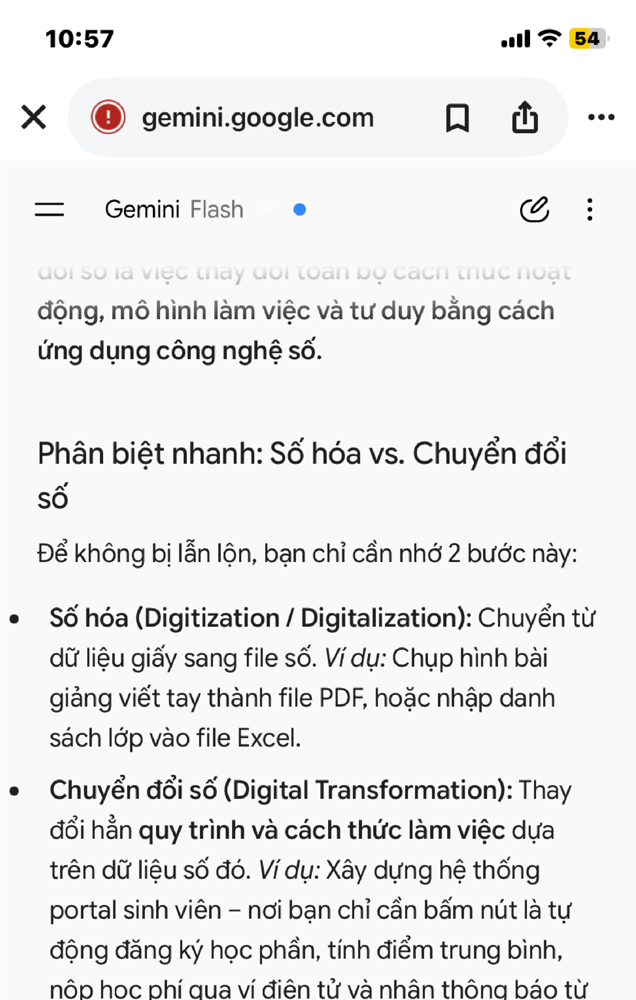 10:57
54
gemini.google.com
Gemini Flash
đổi số là việc thay đổi toàn bộ cách thức hoạt
động, mô hình làm việc và tư duy bằng cách
ứng dụng công nghệ số.
Phân biệt nhanh: Số hóa vs. Chuyển đổi
số
Để không bị lẫn lộn, bạn chỉ cần nhớ 2 bước này:
• Số hóa (Digitization / Digitalization): Chuyển từ
dữ liệu giấy sang file số. Ví dụ: Chụp hình bài
giảng viết tay thành file PDF, hoặc nhập danh
sách lớp vào file Excel.
• Chuyển đổi số (Digital Transformation): Thay
đổi hẳn quy trình và cách thức làm việc dựa
trên dữ liệu số đó. Ví dụ: Xây dựng hệ thống
portal sinh viên – nơi bạn chỉ cần bấm nút là tự
động đăng ký học phần, tính điểm trung bình,
nộp học phí qua ví điện tử và nhận thông báo từ